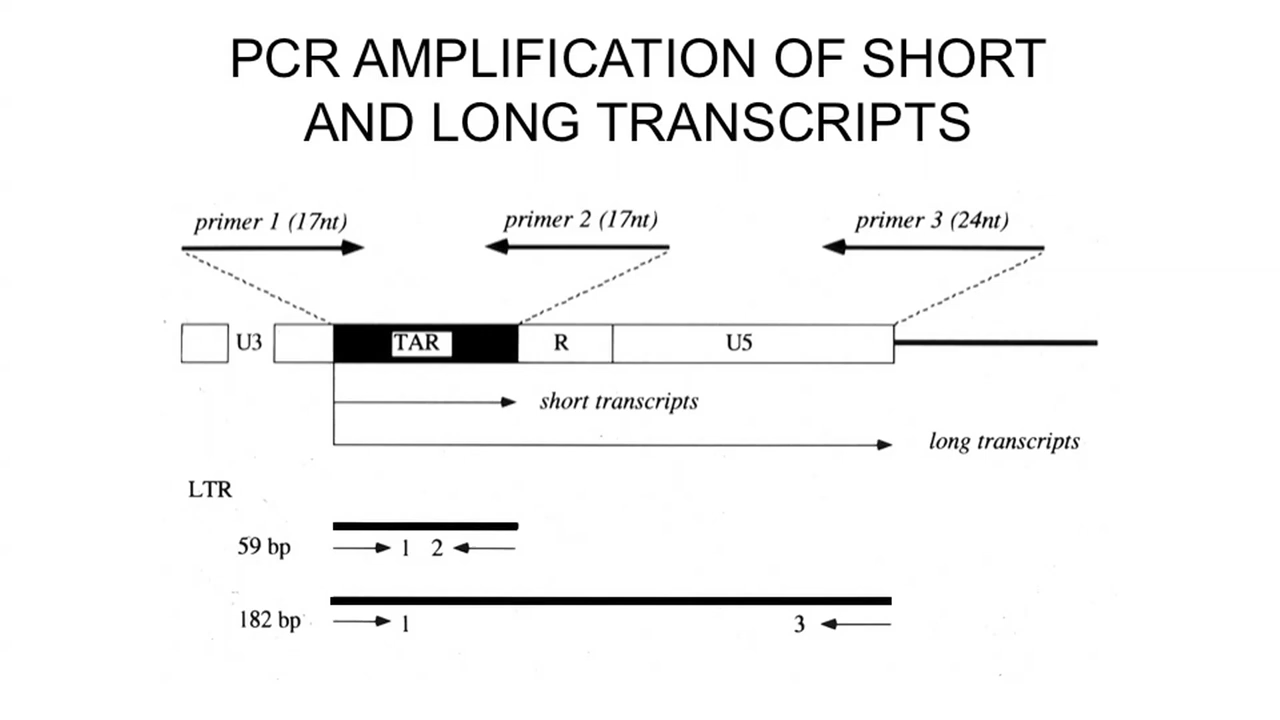 PCR AMPLIFICATION OF SHORT
AND LONG TRANSCRIPTS
primer 1 (17nt)
primer 2 (17nt)
primer 3 (24nt)
U3
TAR
R
U5
short transcripts
long transcripts
LTR
59 bp
1 2
182 bp
1
3